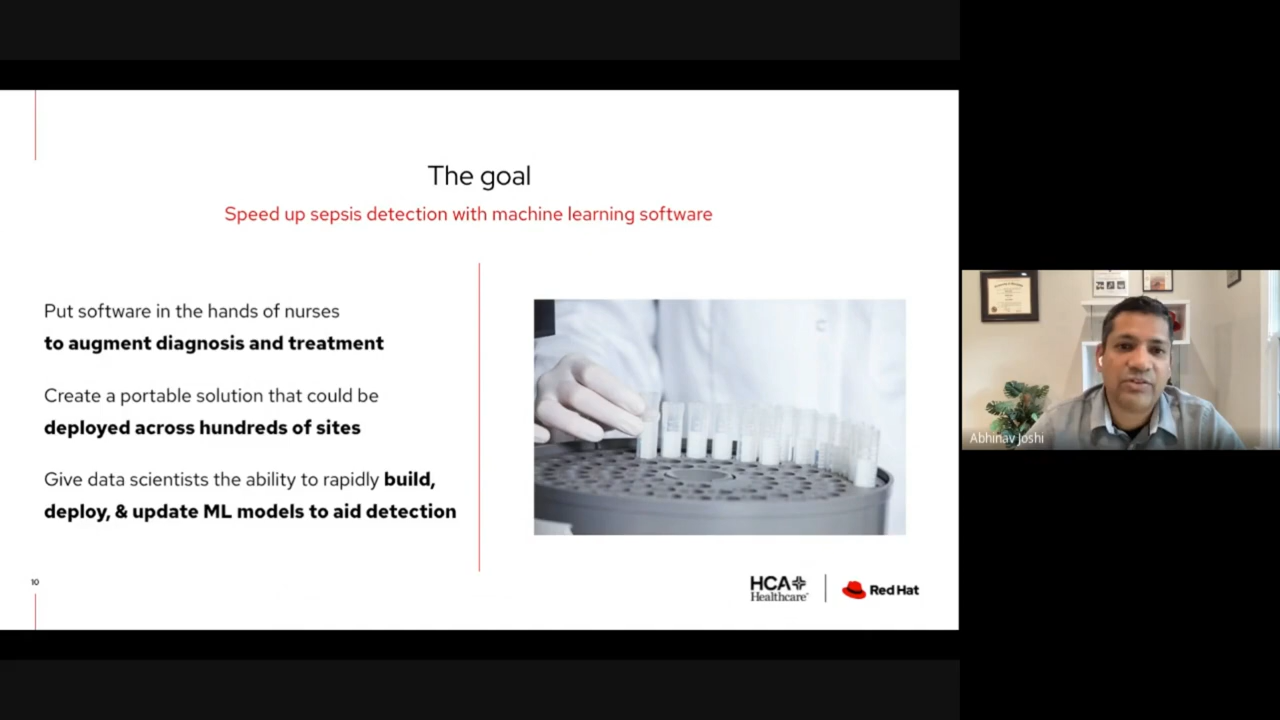 The goal
Speed up sepsis detection with machine learning software
Put software in the hands of nurses
to augment diagnosis and treatment
Create a portable solution that could be
deployed across hundreds of sites
Give data scientists the ability to rapidly build,
deploy, & update ML models to aid detection
10
HCA
Healthcare
Red Hat
Abhinav Joshi